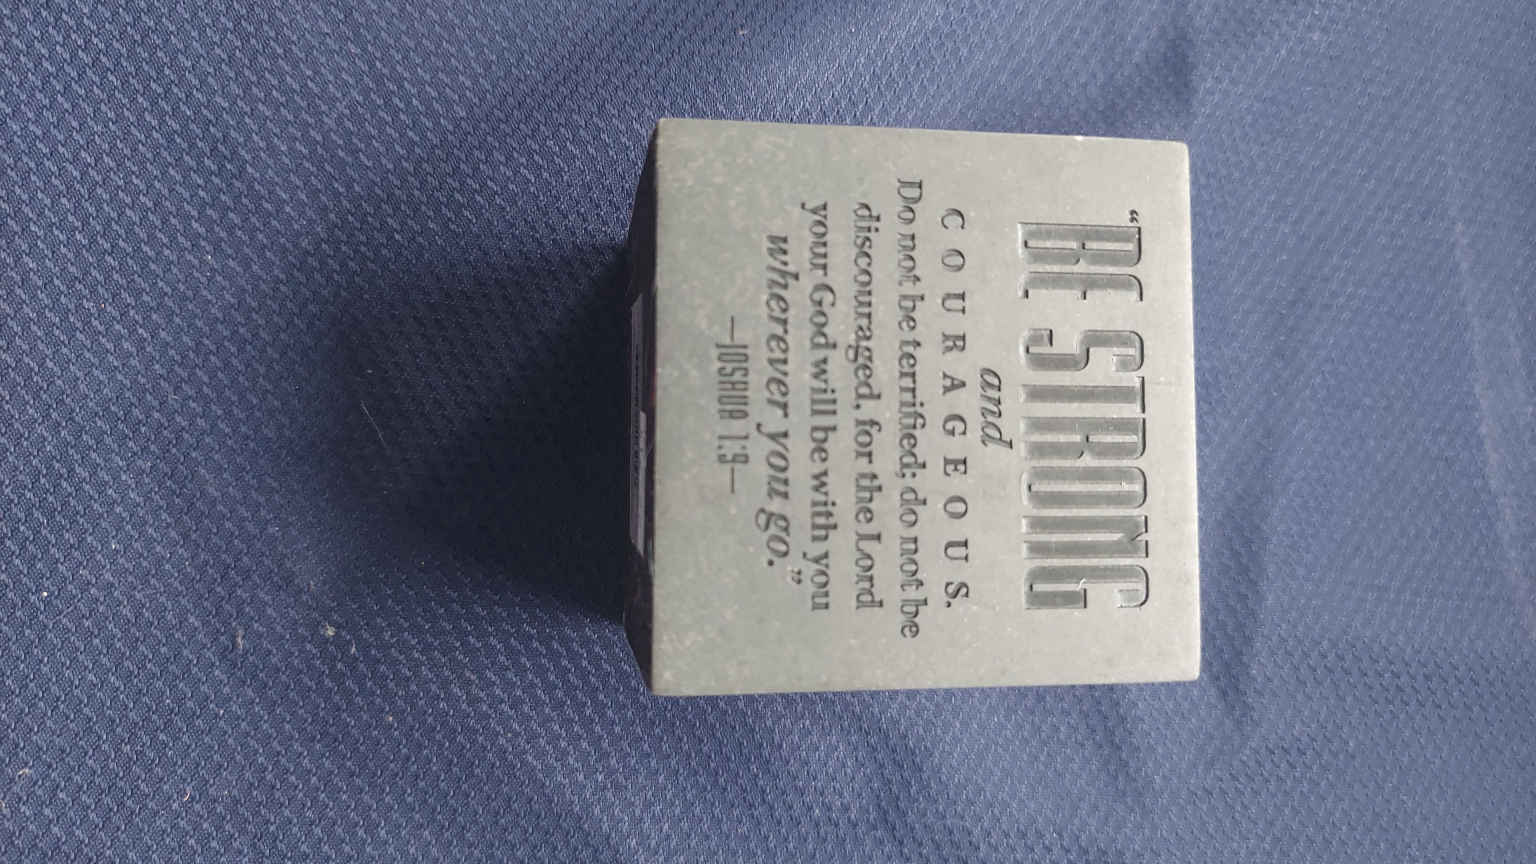 “BE STRONG
and
COURAGEOUS.
Do not be terrified; do not be
discouraged, for the Lord
your God will be with you
wherever you go.”
—JOSHUA 1:9—